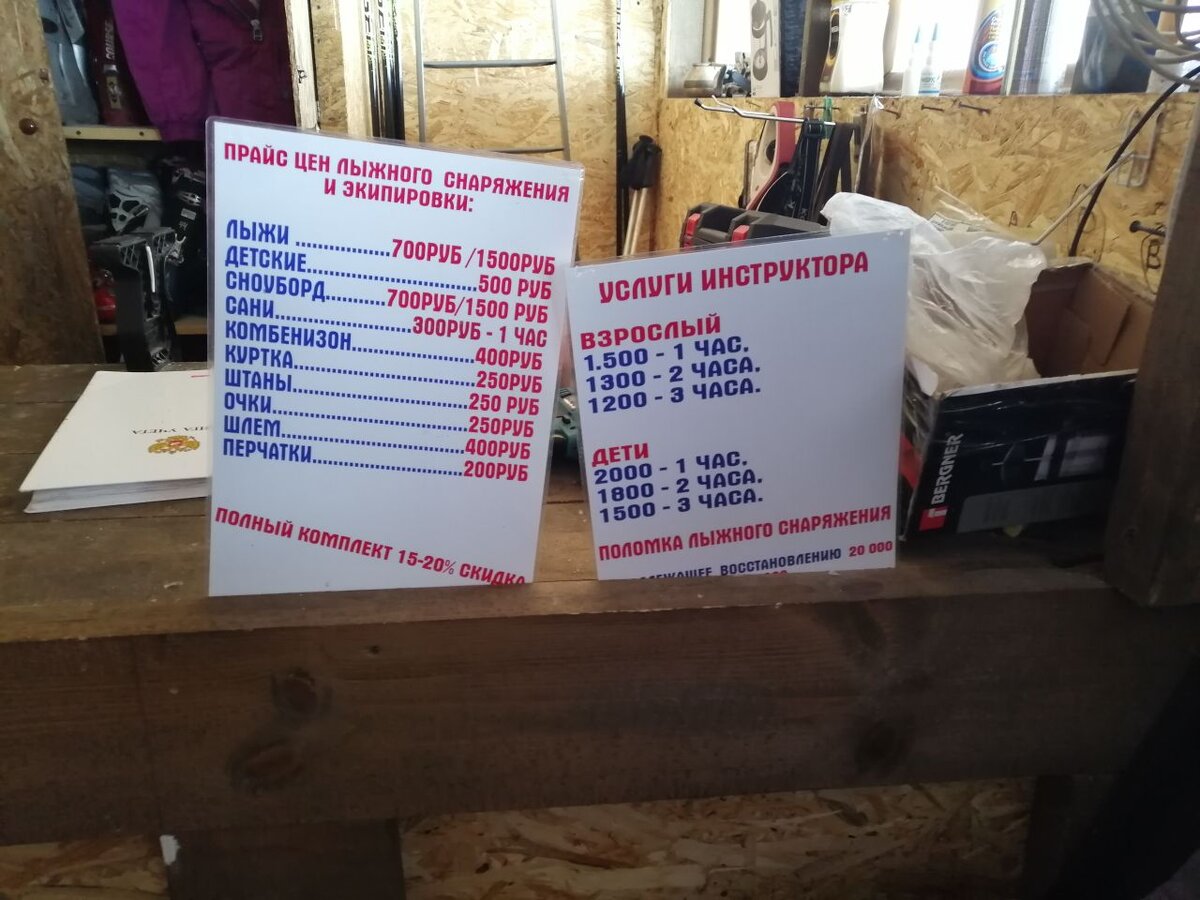 ПРАЙС ЦЕН ЛЫЖНОГО СНАРЯЖЕНИЯ
И ЭКИПИРОВКИ:
ЛЫЖИ ....................700РУБ /1500РУБ
ДЕТСКИЕ....................................500 РУБ
СНОУБОРД............700РУБ/1500 РУБ
САНИ.......................300РУБ - 1 ЧАС
КОМБЕНИЗОН..........................400РУБ
КУРТКА.......................................250РУБ
ШТАНЫ.....................................250 РУБ
ОЧКИ..........................................250РУБ
ШЛЕМ.......................................400РУБ
ПЕРЧАТКИ................................200РУБ
ПОЛНЫЙ КОМПЛЕКТ 15-20% СКИДКА
УСЛУГИ ИНСТРУКТОРА
ВЗРОСЛЫЙ
1.500 - 1 ЧАС.
1300 - 2 ЧАСА.
1200 - 3 ЧАСА.
ДЕТИ
2000 - 1 ЧАС.
1800 - 2 ЧАСА.
1500 - 3 ЧАСА.
ПОЛОМКА ЛЫЖНОГО СНАРЯЖЕНИЯ
ВОССТАНОВЛЕНИЮ 20 000
УЧЕТА
BERGNER